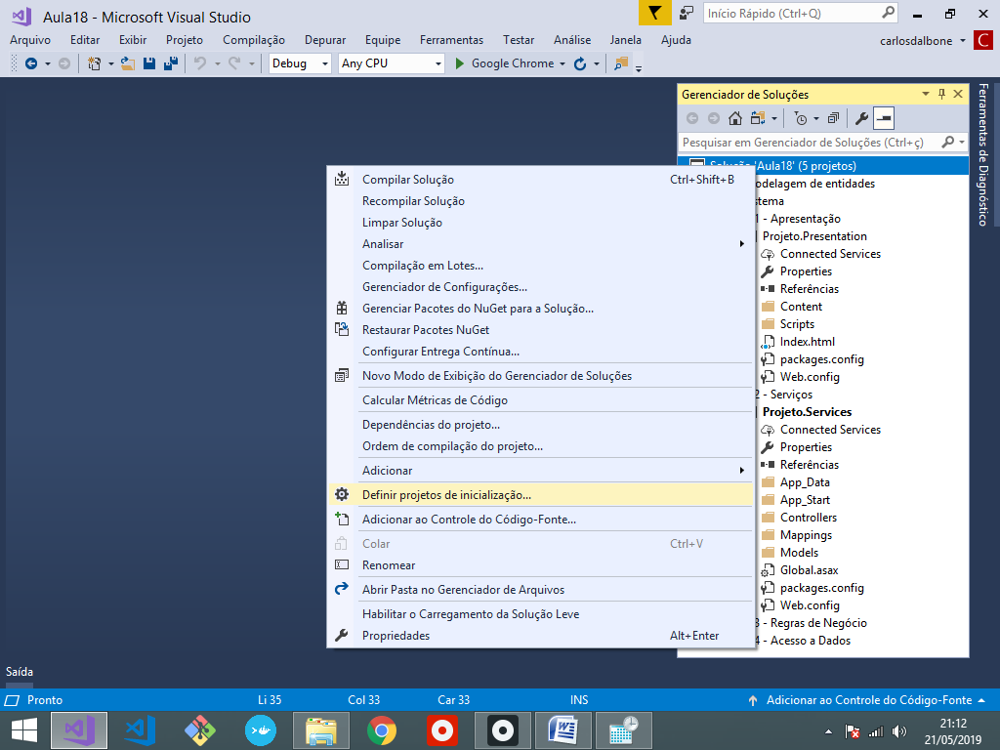 Aula18 - Microsoft Visual Studio
Início Rápido (Ctrl+Q)
Arquivo Editar Exibir Projeto Compilação Depurar Equipe Ferramentas Testar Análise Janela Ajuda
carlosdalbone
C
Debug Any CPU Google Chrome
Gerenciador de Soluções
Pesquisar em Gerenciador de Soluções (Ctrl+ç)
Ferramentas de Diagnóstico
Solução 'Aula18' (5 projetos)
odelagem de entidades
stema
1 - Apresentação
Projeto.Presentation
Connected Services
Properties
Referências
Content
Scripts
Index.html
packages.config
Web.config
2 - Serviços
Projeto.Services
Connected Services
Properties
Referências
App_Data
App_Start
Controllers
Mappings
Models
Global.asax
packages.config
Web.config
3 - Regras de Negócio
4 - Acesso a Dados
Compilar Solução Ctrl+Shift+B
Recompilar Solução
Limpar Solução
Analisar
Compilação em Lotes...
Gerenciador de Configurações...
Gerenciar Pacotes do NuGet para a Solução...
Restaurar Pacotes NuGet
Configurar Entrega Contínua...
Novo Modo de Exibição do Gerenciador de Soluções
Calcular Métricas de Código
Dependências do projeto...
Ordem de compilação do projeto...
Adicionar
Definir projetos de inicialização...
Adicionar ao Controle do Código-Fonte...
Colar Ctrl+V
Renomear
Abrir Pasta no Gerenciador de Arquivos
Habilitar o Carregamento da Solução Leve
Propriedades Alt+Enter
Saída
Pronto Li 35 Col 33 Car 33 INS Adicionar ao Controle do Código-Fonte
21:12
21/05/2019